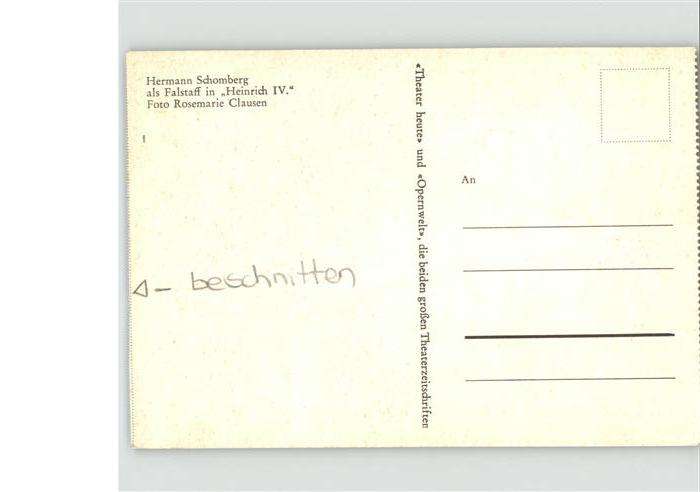 Hermann Schomberg
als Falstaff in „Heinrich IV.“
Foto Rosemarie Clausen
«Theater heute» und «Opernwelt», die beiden großen Theaterzeitschriften
An
beschnitten